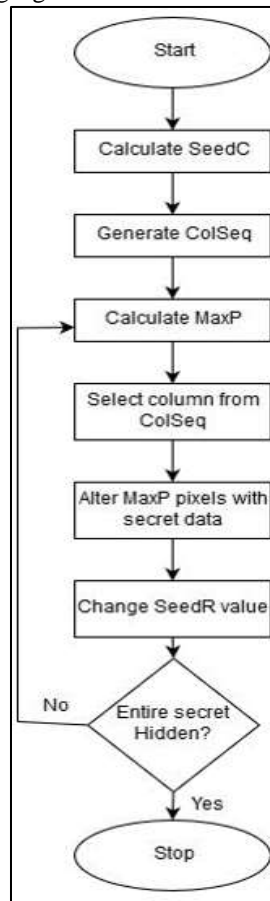 Start
Calculate SeedC
Generate ColSeq
Calculate MaxP
Select column from
ColSeq
Alter MaxP pixels with
secret data
Change SeedR value
No
Entire secret
Hidden?
Yes
Stop